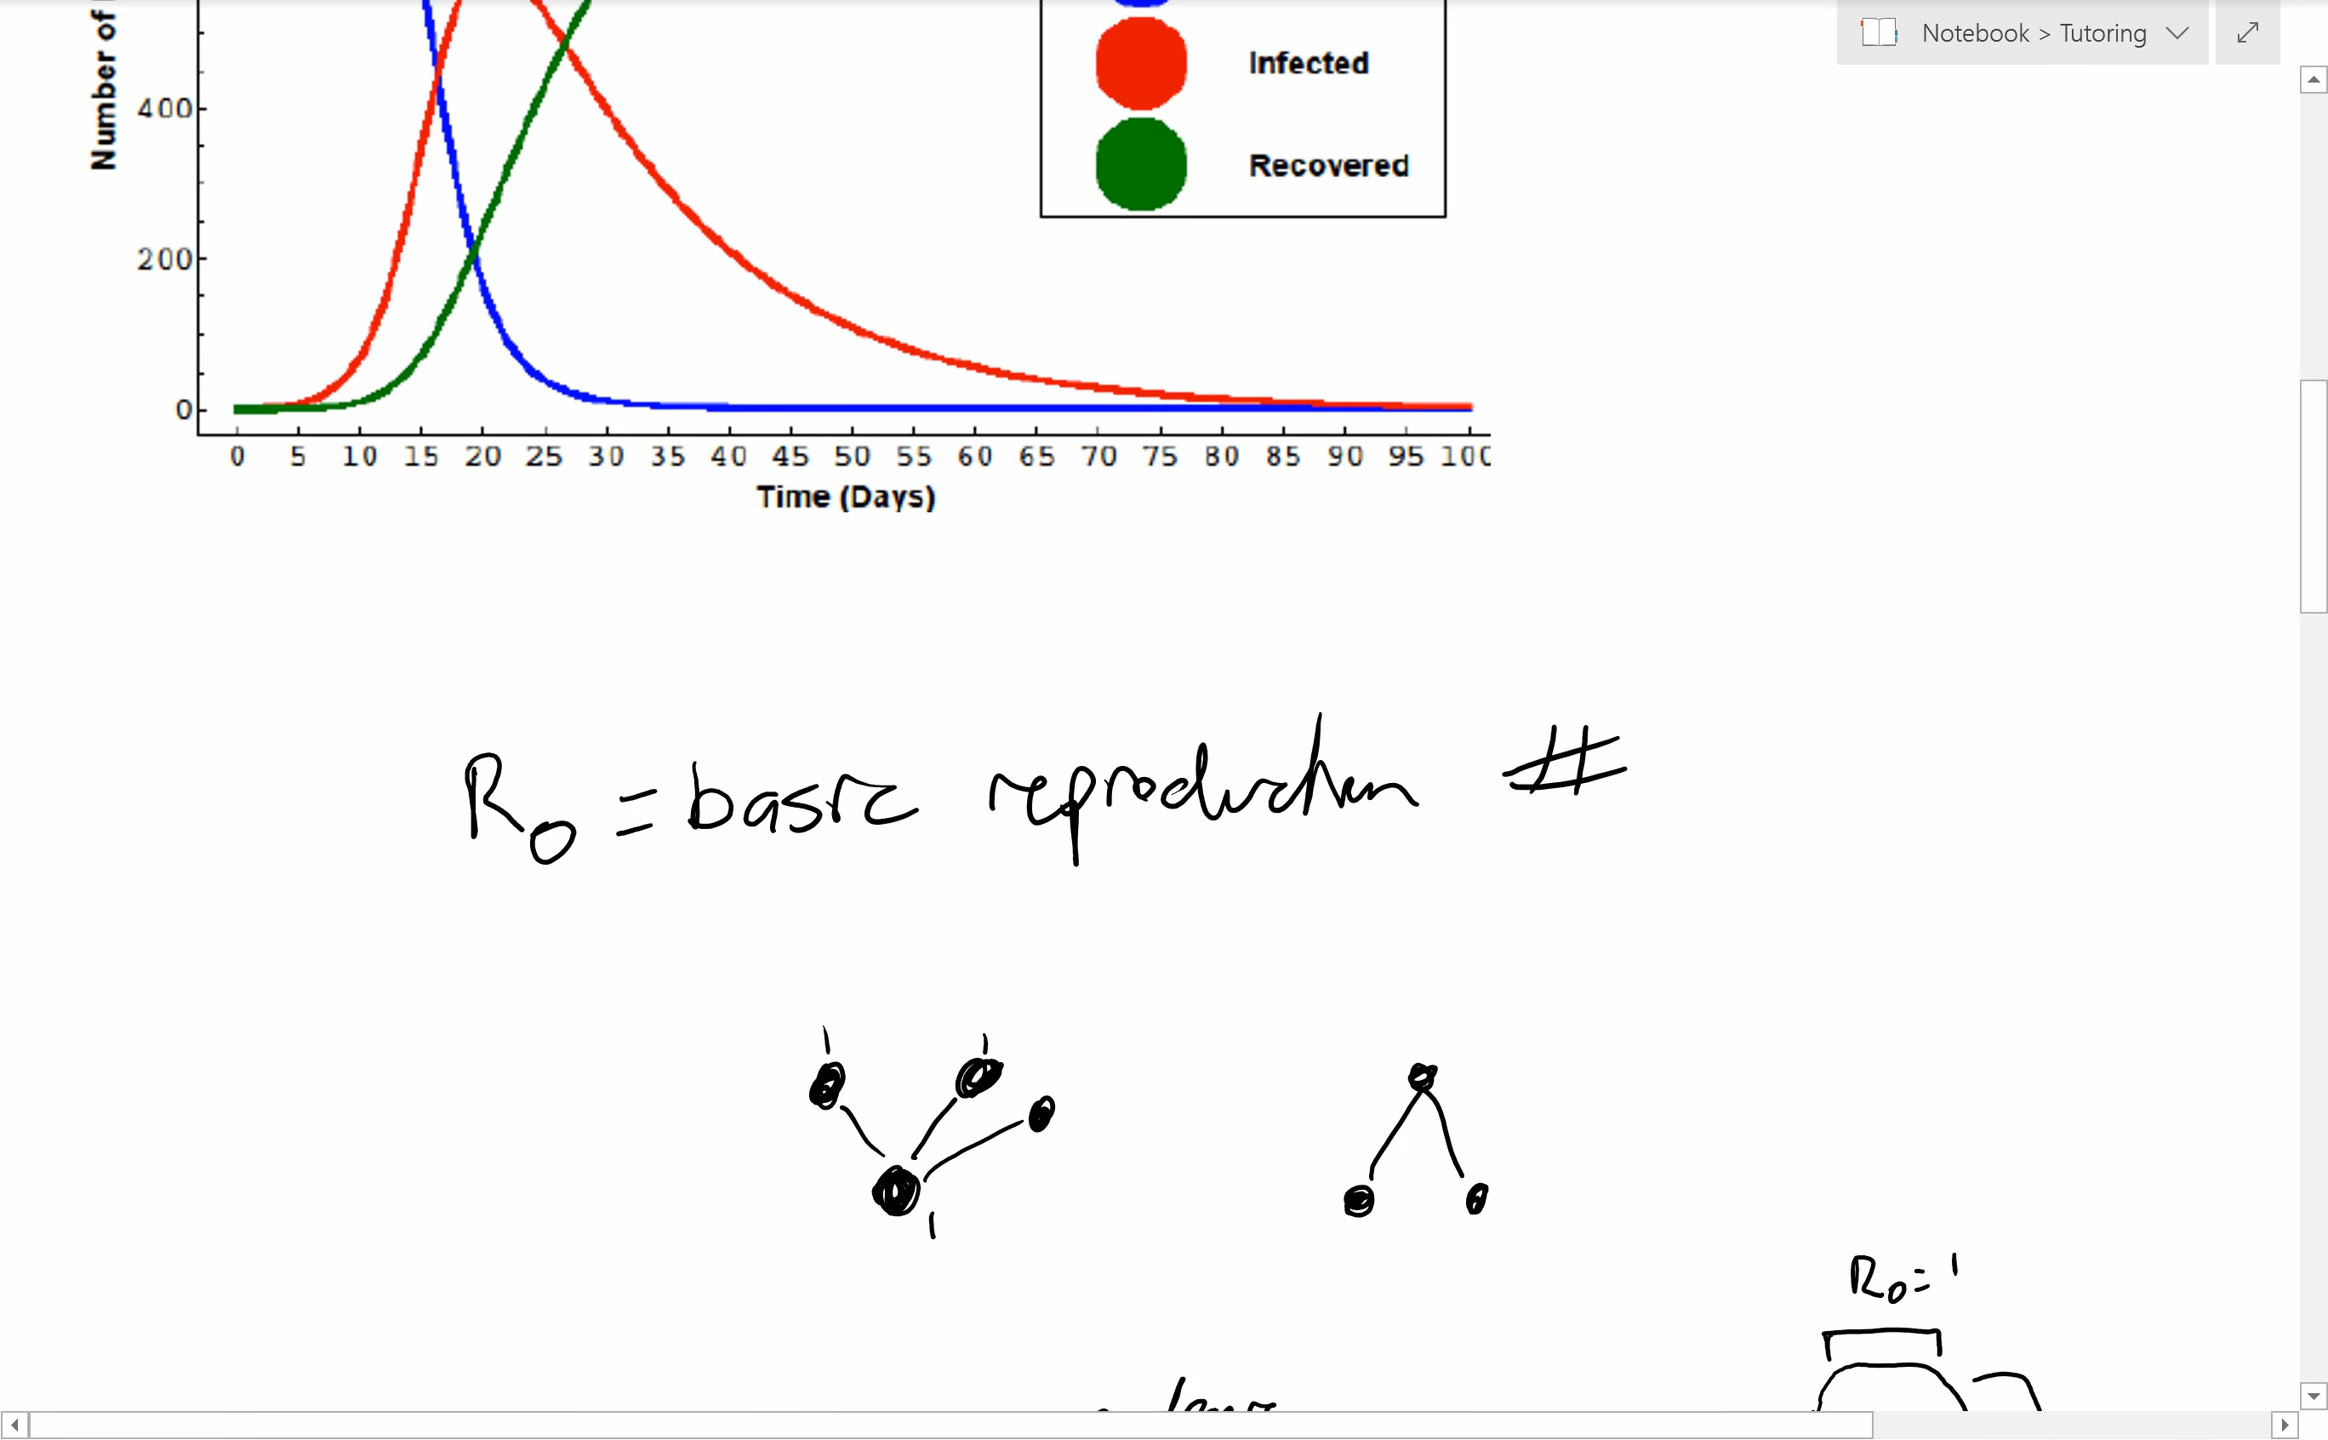 Notebook > Tutoring
Number of
Infected
400
Recovered
200
0
0 5 10 15 20 25 30 35 40 45 50 55 60 65 70 75 80 85 90 95 100
Time (Days)
R₀ = basic reproduction #
R₀ = 1